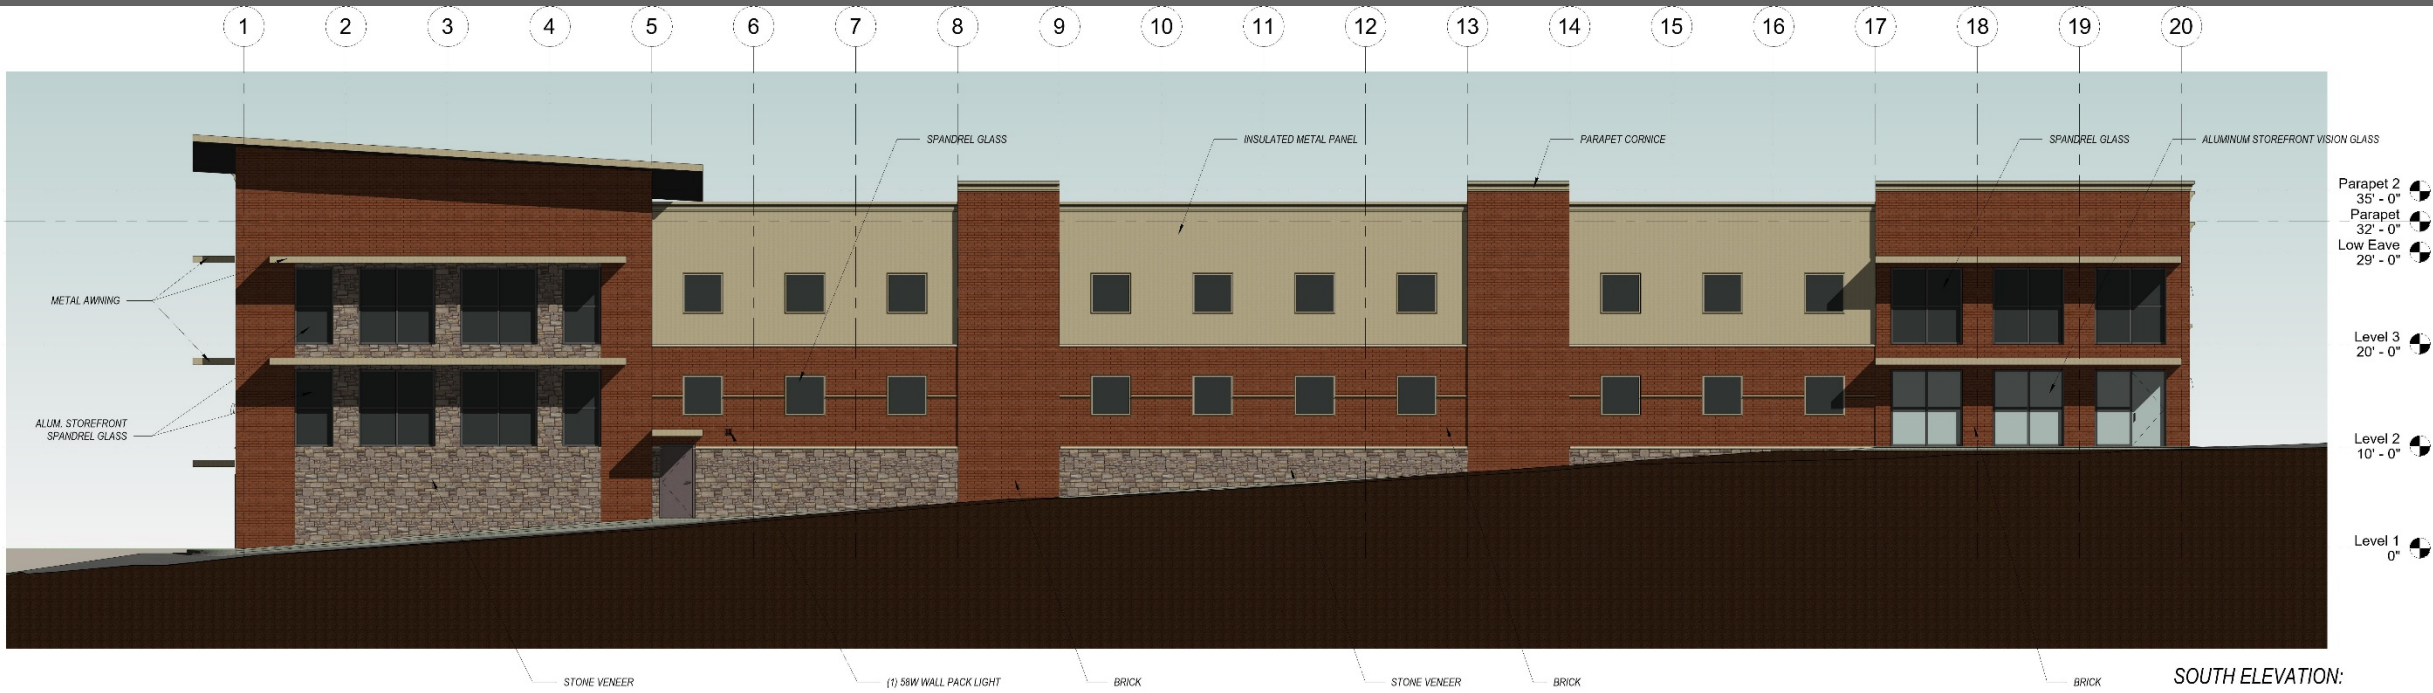 1 2 3 4 5 6 7 8 9 10 11 12 13 14 15 16 17 18 19 20
SPANDREL GLASS
INSULATED METAL PANEL
PARAPET CORNICE
SPANDREL GLASS
ALUMINUM STOREFRONT VISION GLASS
Parapet 2
35' - 0"
Parapet
32' - 0"
Low Eave
29' - 0"
METAL AWNING
Level 3
20' - 0"
ALUM. STOREFRONT
SPANDREL GLASS
Level 2
10' - 0"
Level 1
0"
STONE VENEER
(1) 58W WALL PACK LIGHT
BRICK
STONE VENEER
BRICK
BRICK
SOUTH ELEVATION: